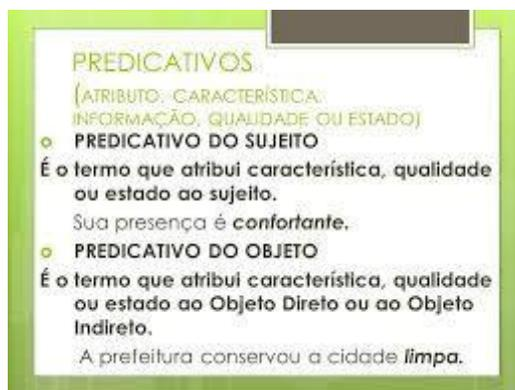 PREDICATIVOS
(ATRIBUTO, CARACTERÍSTICA,
INFORMAÇÃO, QUALIDADE OU ESTADO)
PREDICATIVO DO SUJEITO
É o termo que atribui característica, qualidade
ou estado ao sujeito.
Sua presença é confortante.
PREDICATIVO DO OBJETO
É o termo que atribui característica, qualidade
ou estado ao Objeto Direto ou ao Objeto
Indireto.
A prefeitura conservou a cidade limpa.